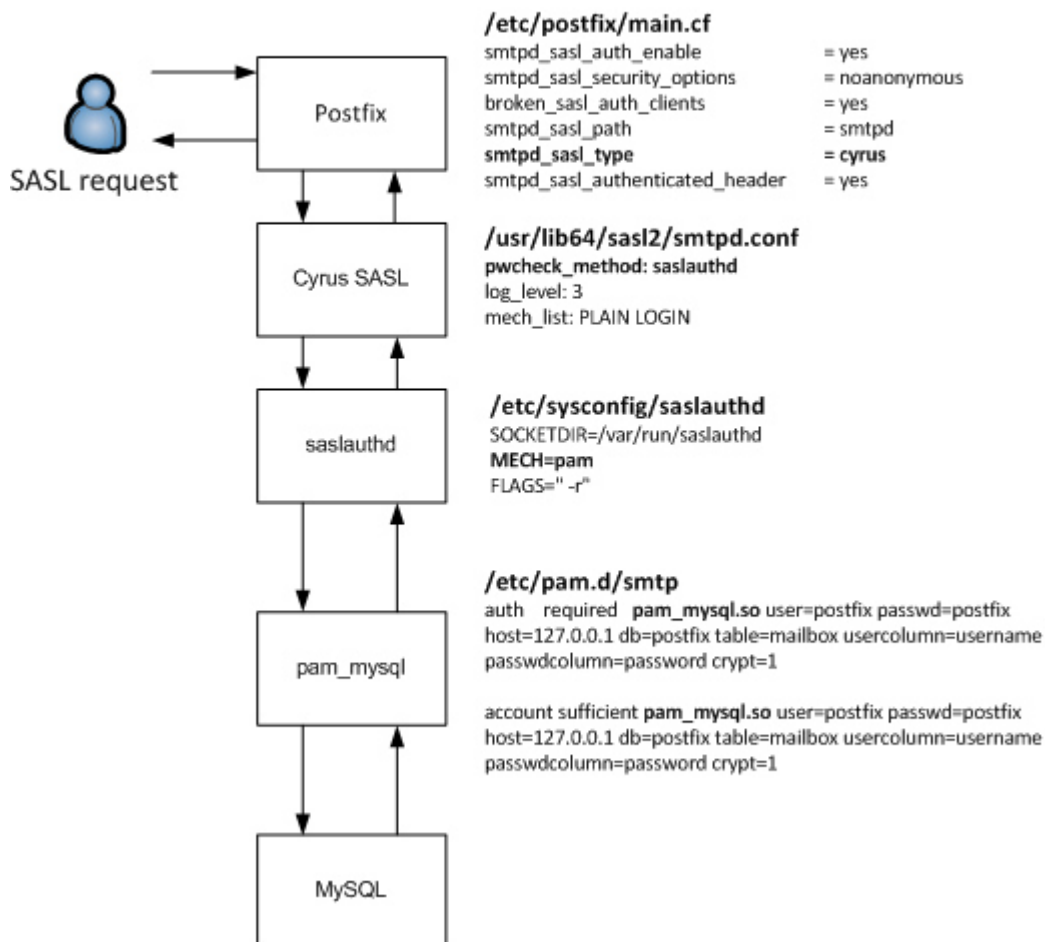 /etc/postfix/main.cf
smtpd_sasl_auth_enable = yes
smtpd_sasl_security_options = noanonymous
broken_sasl_auth_clients = yes
smtpd_sasl_path = smtpd
smtpd_sasl_type = cyrus
smtpd_sasl_authenticated_header = yes
Postfix
SASL request
/usr/lib64/sasl2/smtpd.conf
pwcheck_method: saslauthd
log_level: 3
mech_list: PLAIN LOGIN
Cyrus SASL
/etc/sysconfig/saslauthd
SOCKETDIR=/var/run/saslauthd
MECH=pam
FLAGS=" -r"
saslauthd
/etc/pam.d/smtp
auth required pam_mysql.so user=postfix passwd=postfix
host=127.0.0.1 db=postfix table=mailbox usercolumn=username
passwdcolumn=password crypt=1
pam_mysql
account sufficient pam_mysql.so user=postfix passwd=postfix
host=127.0.0.1 db=postfix table=mailbox usercolumn=username
passwdcolumn=password crypt=1
MySQL